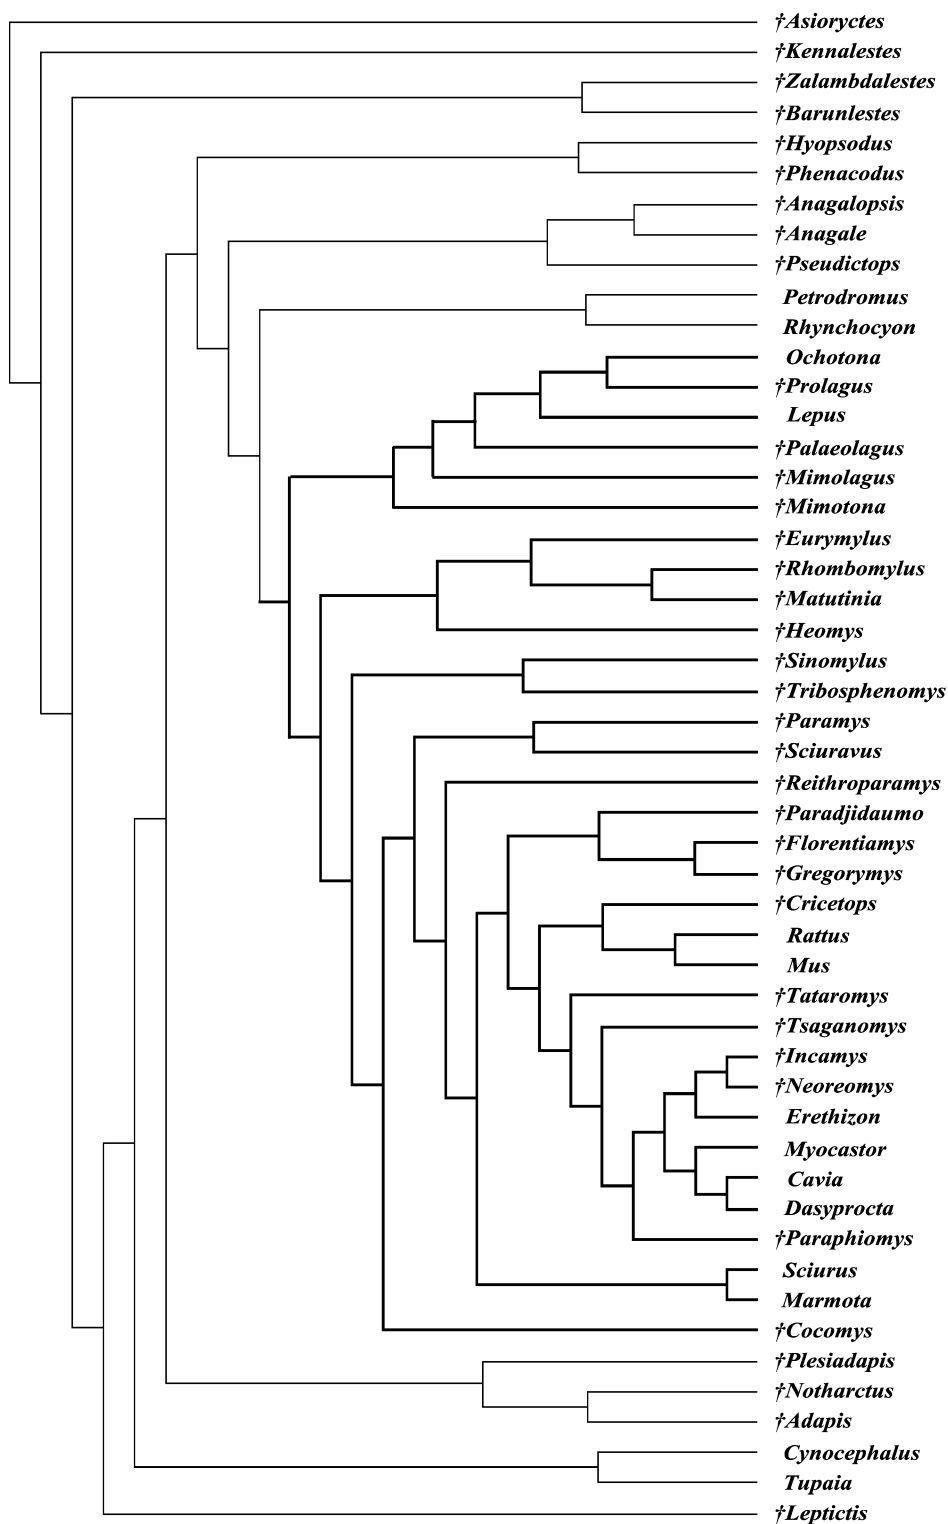 †Asioryctes
†Kennalestes
†Zalambdalestes
†Barunlestes
†Hyopsodus
†Phenacodus
†Anagalopsis
†Anagale
†Pseudictops
Petrodromus
Rhynchocyon
Ochotona
†Prolagus
Lepus
†Palaeolagus
†Mimolagus
†Mimotona
†Eurymylus
†Rhombomylus
†Matutinia
†Heomys
†Sinomylus
†Tribosphenomys
†Paramys
†Sciuravus
†Reithroparamys
†Paradjidaumo
†Florentiamys
†Gregorymys
†Cricetops
Rattus
Mus
†Tataromys
†Tsaganomys
†Incamys
†Neoreomys
Erethizon
Myocastor
Cavia
Dasyprocta
†Paraphiomys
Sciurus
Marmota
†Cocomys
†Plesiadapis
†Notharctus
†Adapis
Cynocephalus
Tupaia
†Leptictis